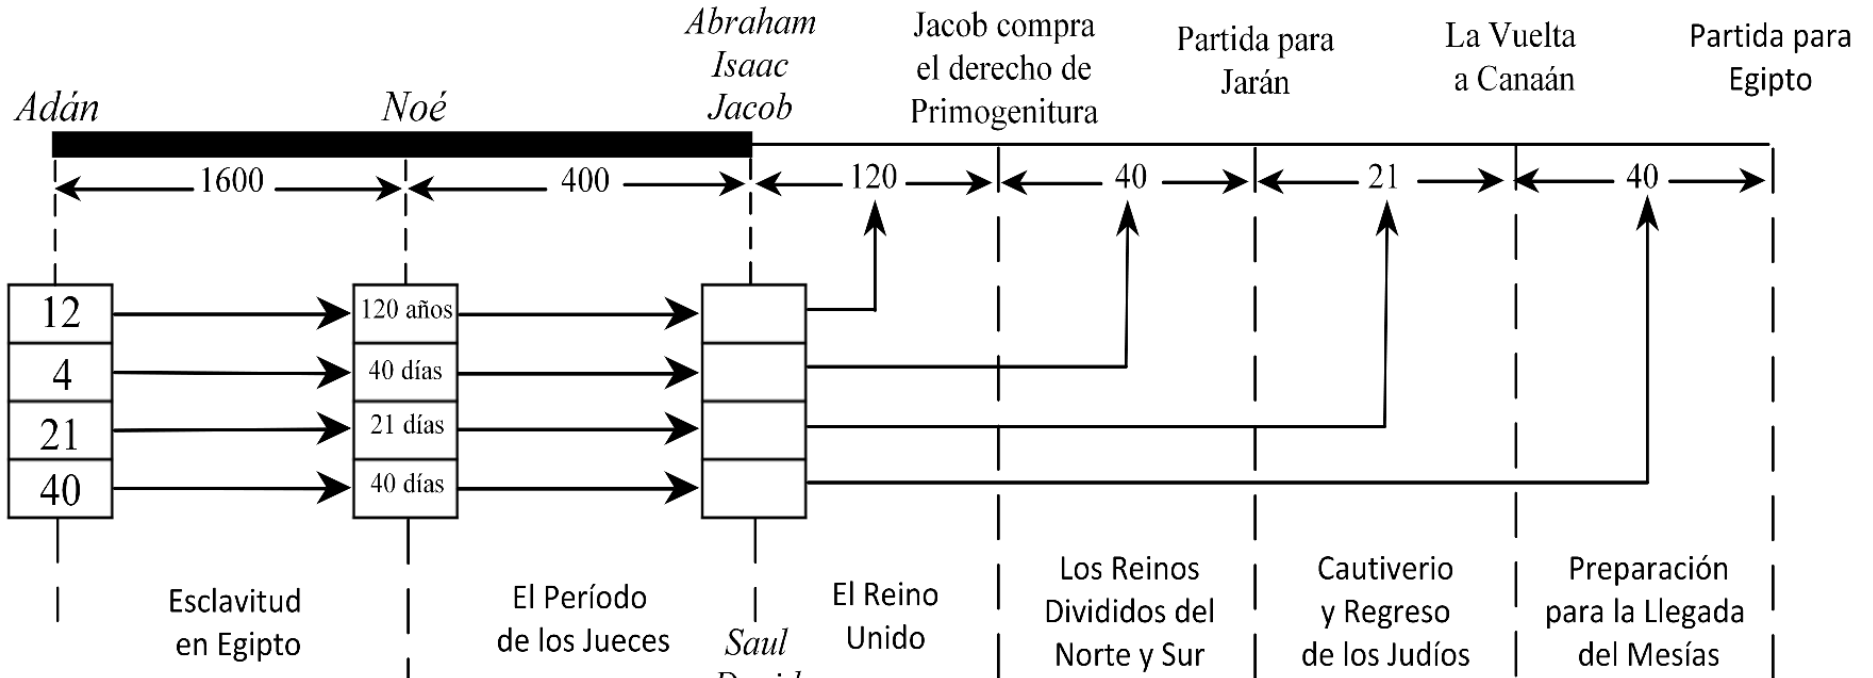 Abraham
Isaac
Jacob
Jacob compra
el derecho de
Primogenitura
Partida para
Jarán
La Vuelta
a Canaán
Partida para
Egipto
Adán
Noé
1600
400
120
40
21
40
12
120 años
4
40 días
21
21 días
40
40 días
Esclavitud
en Egipto
El Período
de los Jueces
Saul
El Reino
Unido
Los Reinos
Divididos del
Norte y Sur
Cautiverio
y Regreso
de los Judíos
Preparación
para la Llegada
del Mesías